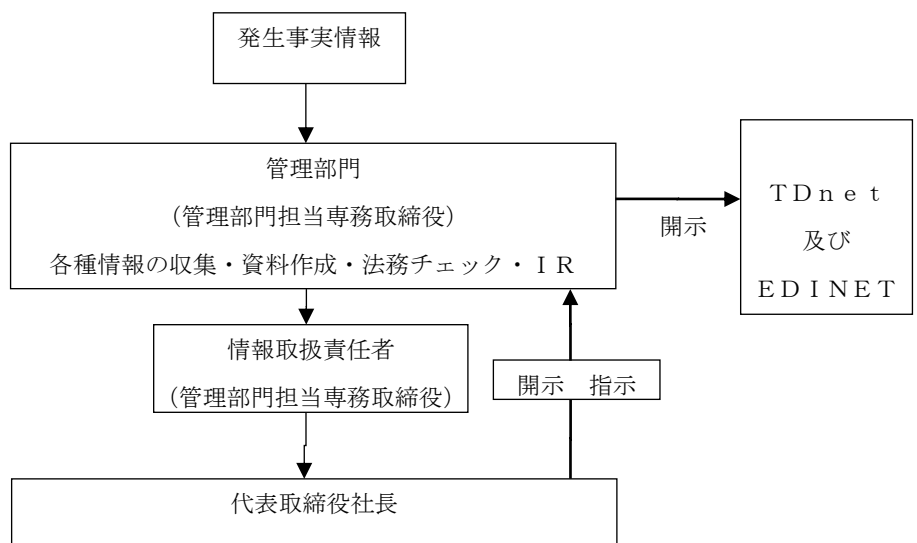 発生事実情報
管理部門
（管理部門担当専務取締役）
各種情報の収集・資料作成・法務チェック・ＩＲ
開示
ＴＤｎｅｔ
及び
ＥＤＩＮＥＴ
情報取扱責任者
（管理部門担当専務取締役）
開示　指示
代表取締役社長